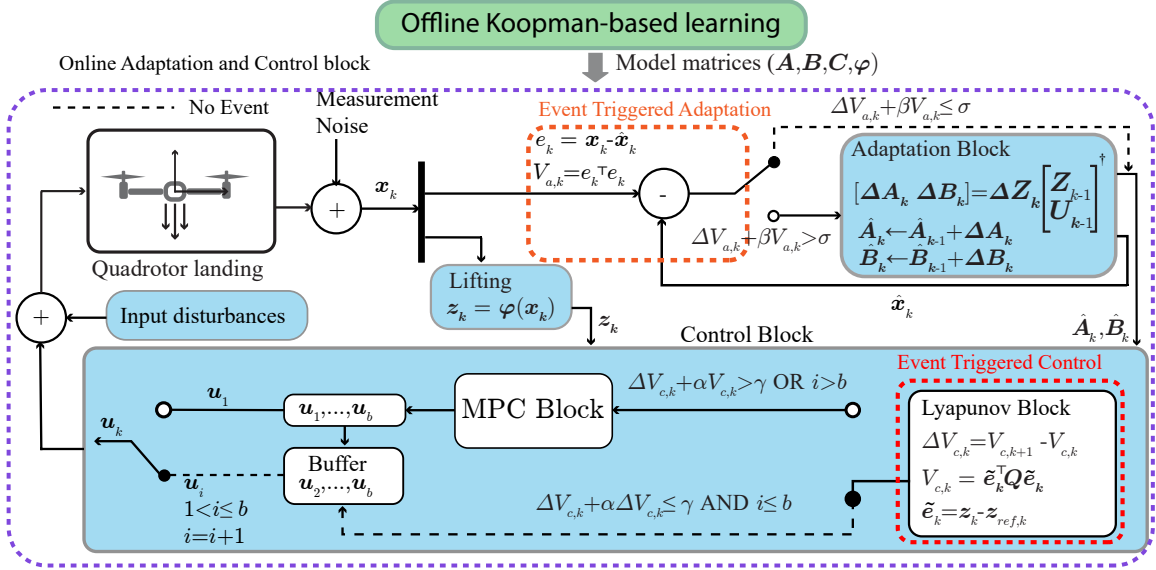 Offline Koopman-based learning
Online Adaptation and Control block
Model matrices (A,B,C,φ)
No Event
Measurement
Noise
Event Triggered Adaptation
ΔV_{a,k}+βV_{a,k}≤σ
e_k = x_k-x̂_k
V_{a,k}=e_k^⊤e_k
Adaptation Block
[ΔA_k ΔB_k]=ΔZ_k[Z_{k-1} U_{k-1}]^†
Â_k←Â_{k-1}+ΔA_k
B̂_k←B̂_{k-1}+ΔB_k
x_k
+
-
ΔV_{a,k}+βV_{a,k}>σ
Quadrotor landing
Lifting
z_k = φ(x_k)
x̂_k
+
Input disturbances
z_k
Â_k,B̂_k
Control Block
Event Triggered Control
u_1
u_1,...,u_b
MPC Block
ΔV_{c,k}+αV_{c,k}>γ OR i>b
Lyapunov Block
ΔV_{c,k}=V_{c,k+1} -V_{c,k}
V_{c,k} = ẽ_k^⊤Qẽ_k
ẽ_k=z_k-z_{ref,k}
u_k
Buffer
u_2,...,u_b
u_i
1<i≤b
i=i+1
ΔV_{c,k}+αΔV_{c,k}≤γ AND i≤b